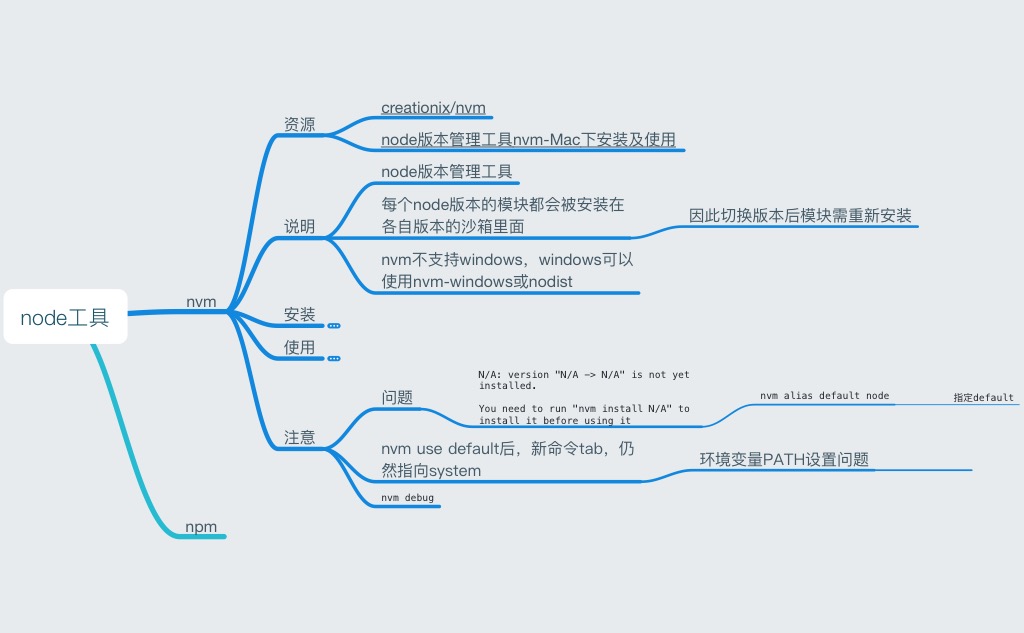 node工具
nvm
资源
creationix/nvm
node版本管理工具nvm-Mac下安装及使用
说明
node版本管理工具
每个node版本的模块都会被安装在
各自版本的沙箱里面
因此切换版本后模块需重新安装
nvm不支持windows，windows可以
使用nvm-windows或nodist
安装
使用
注意
问题
N/A: version "N/A —> N/A" is not yet
installed.
You need to run "nvm install N/A" to
install it before using it
nvm alias default node
指定default
nvm use default后，新命令tab，仍
然指向system
环境变量PATH设置问题
nvm debug
npm